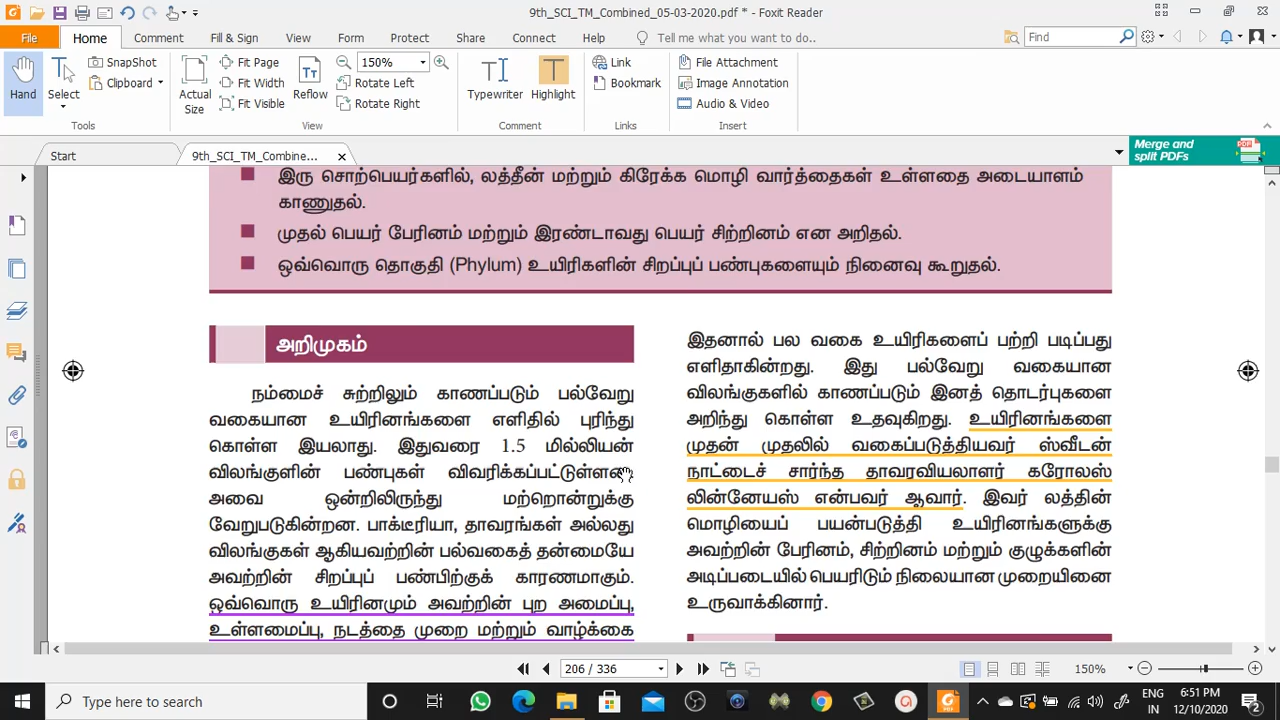 9th_SCI_TM_Combined_05-03-2020.pdf * - Foxit Reader
File Home Comment Fill & Sign View Form Protect Share Connect Help Tell me what you want to do.. Find
Hand
Select
SnapShot
Clipboard
Tools
Actual Size
Fit Page
Fit Width
Fit Visible
Reflow
150%
Rotate Left
Rotate Right
View
Typewriter
Highlight
Comment
Link
Bookmark
Links
File Attachment
Image Annotation
Audio & Video
Insert
Start
9th_SCI_TM_Combine...
Merge and split PDFs
இரு சொற்பெயர்களில், லத்தீன் மற்றும் கிரேக்க மொழி வார்த்தைகள் உள்ளதை அடையாளம்
காணுதல்.
முதல் பெயர் பேரினம் மற்றும் இரண்டாவது பெயர் சிற்றினம் என அறிதல்.
ஒவ்வொரு தொகுதி (Phylum) உயிரிகளின் சிறப்புப் பண்புகளையும் நினைவு கூறுதல்.
அறிமுகம்
நம்மைச் சுற்றிலும் காணப்படும் பல்வேறு
வகையான உயிரினங்களை எளிதில் புரிந்து
கொள்ள இயலாது. இதுவரை 1.5 மில்லியன்
விலங்குளின் பண்புகள் விவரிக்கப்பட்டுள்ளன.
அவை ஒன்றிலிருந்து மற்றொன்றுக்கு
வேறுபடுகின்றன. பாக்டீரியா, தாவரங்கள் அல்லது
விலங்குகள் ஆகியவற்றின் பல்வகைத் தன்மையே
அவற்றின் சிறப்புப் பண்பிற்குக் காரணமாகும்.
ஒவ்வொரு உயிரினமும் அவற்றின் புற அமைப்பு,
உள்ளமைப்பு, நடத்தை முறை மற்றும் வாழ்க்கை
இதனால் பல வகை உயிரிகளைப் பற்றி படிப்பது
எளிதாகின்றது. இது பல்வேறு வகையான
விலங்குகளில் காணப்படும் இனத் தொடர்புகளை
அறிந்து கொள்ள உதவுகிறது. உயிரினங்களை
முதன் முதலில் வகைப்படுத்தியவர் ஸ்வீடன்
நாட்டைச் சார்ந்த தாவரவியலாளர் கரோலஸ்
லின்னேயஸ் என்பவர் ஆவார். இவர் லத்தின்
மொழியைப் பயன்படுத்தி உயிரினங்களுக்கு
அவற்றின் பேரினம், சிற்றினம் மற்றும் குழுக்களின்
அடிப்படையில் பெயரிடும் நிலையான முறையினை
உருவாக்கினார்.
206 / 336
150%
Type here to search
ENG
IN
6:51 PM
12/10/2020
2